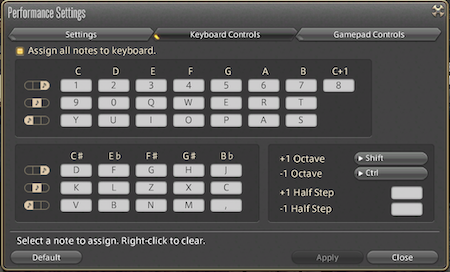 Performance Settings
Settings Keyboard Controls Gamepad Controls
Assign all notes to keyboard.
C D E F G A B C+1
1 2 3 4 5 6 7 8
9 0 Q W E R T
Y U I O P A S
C# E♭ F# G# B♭
D F G H J
K L Z X C
V B N M ,
+1 Octave Shift
-1 Octave Ctrl
+1 Half Step
-1 Half Step
Select a note to assign. Right-click to clear.
Default Apply Close